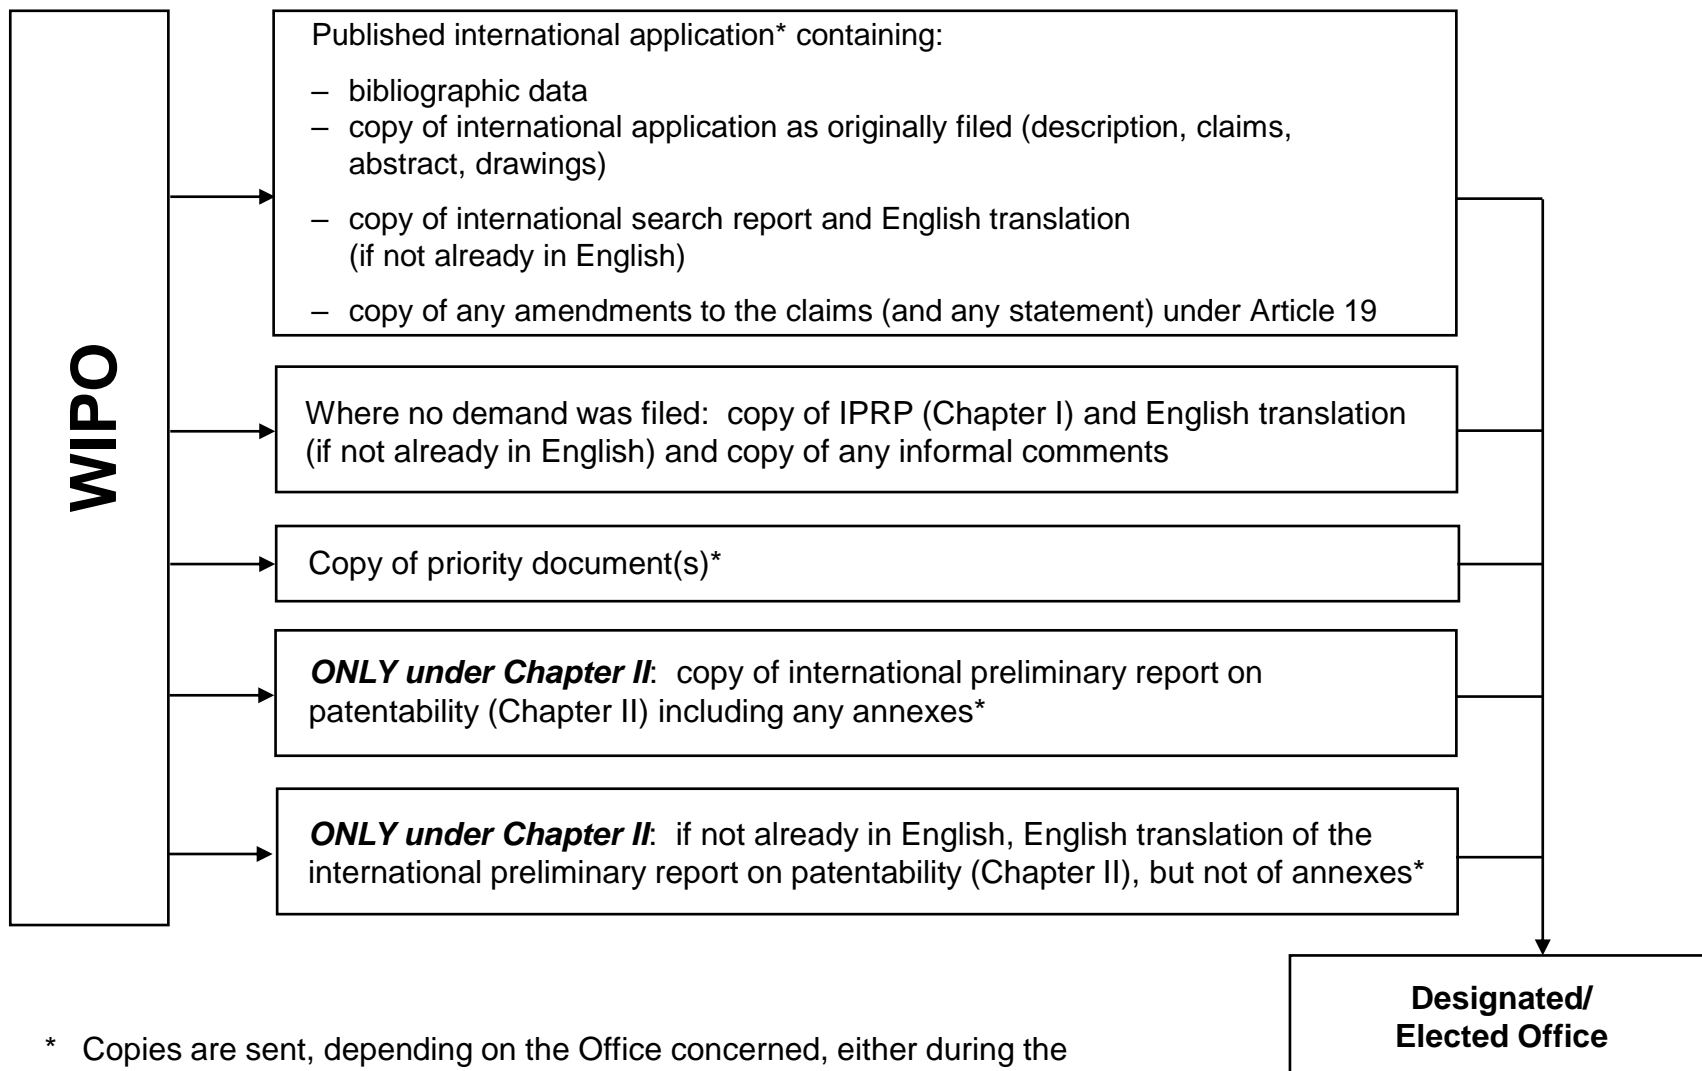 WIPO
Published international application* containing:
– bibliographic data
– copy of international application as originally filed (description, claims,
abstract, drawings)
– copy of international search report and English translation
(if not already in English)
– copy of any amendments to the claims (and any statement) under Article 19
Where no demand was filed: copy of IPRP (Chapter I) and English translation
(if not already in English) and copy of any informal comments
Copy of priority document(s)*
ONLY under Chapter II: copy of international preliminary report on
patentability (Chapter II) including any annexes*
ONLY under Chapter II: if not already in English, English translation of the
international preliminary report on patentability (Chapter II), but not of annexes*
Designated/
Elected Office
* Copies are sent, depending on the Office concerned, either during the